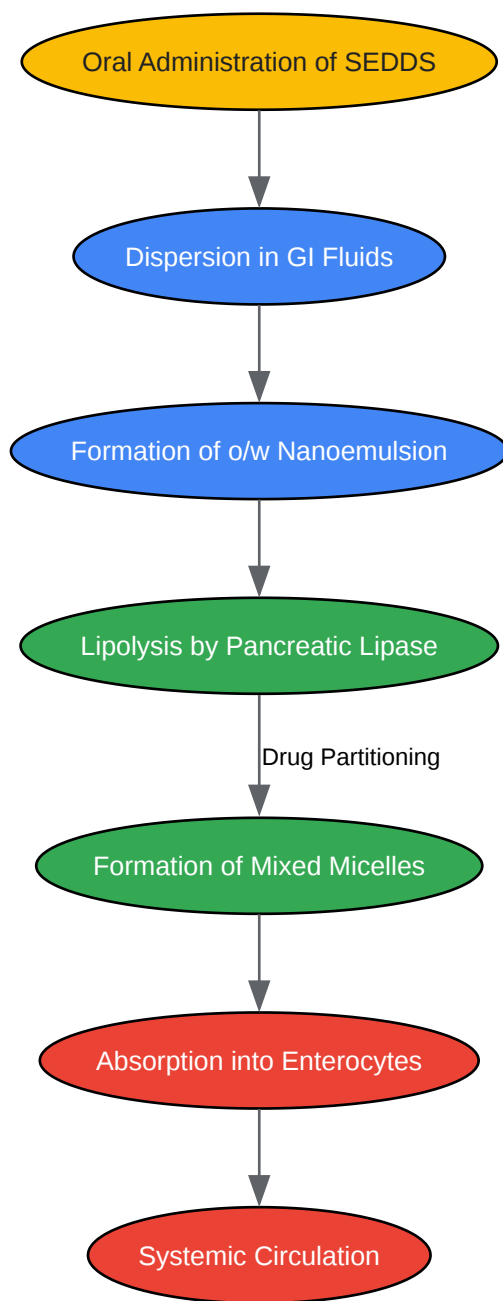 Oral Administration of SEDDS
Dispersion in GI Fluids
Formation of o/w Nanoemulsion
Lipolysis by Pancreatic Lipase
Drug Partitioning
Formation of Mixed Micelles
Absorption into Enterocytes
Systemic Circulation